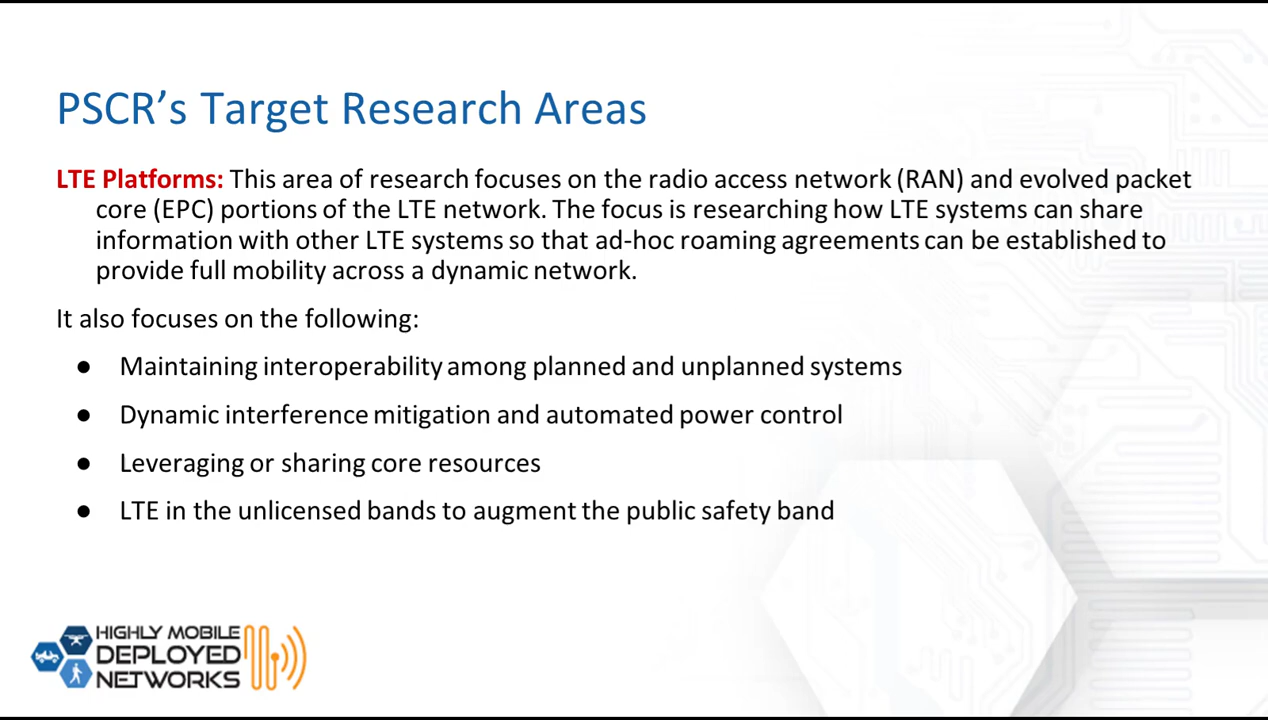 PSCR’s Target Research Areas
LTE Platforms: This area of research focuses on the radio access network (RAN) and evolved packet
core (EPC) portions of the LTE network. The focus is researching how LTE systems can share
information with other LTE systems so that ad-hoc roaming agreements can be established to
provide full mobility across a dynamic network.
It also focuses on the following:
● Maintaining interoperability among planned and unplanned systems
● Dynamic interference mitigation and automated power control
● Leveraging or sharing core resources
● LTE in the unlicensed bands to augment the public safety band
HIGHLY MOBILE
DEPLOYED
NETWORKS